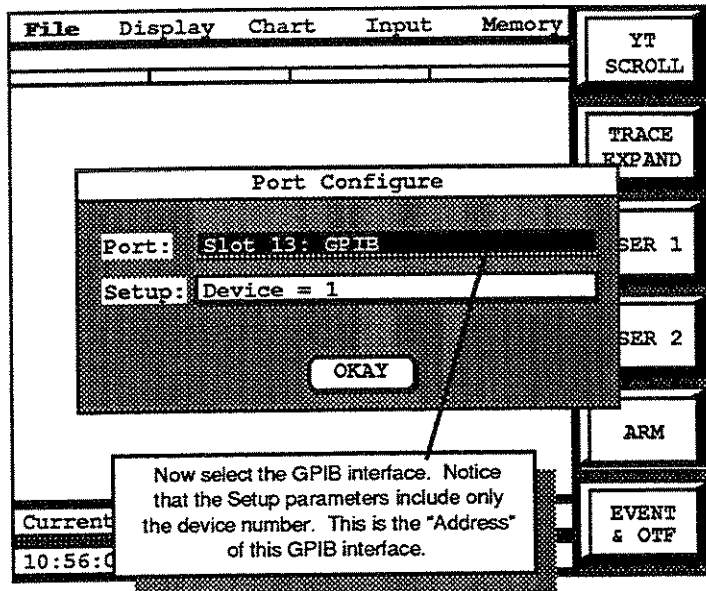 File Display Chart Input Memory
YT
SCROLL
TRACE
EXPAND
Port Configure
Port: Slot 13: GPIB
SER 1
Setup: Device = 1
SER 2
OKAY
ARM
Now select the GPIB interface. Notice
that the Setup parameters include only
the device number. This is the "Address"
of this GPIB interface.
Current
EVENT
& OTF
10:56:0